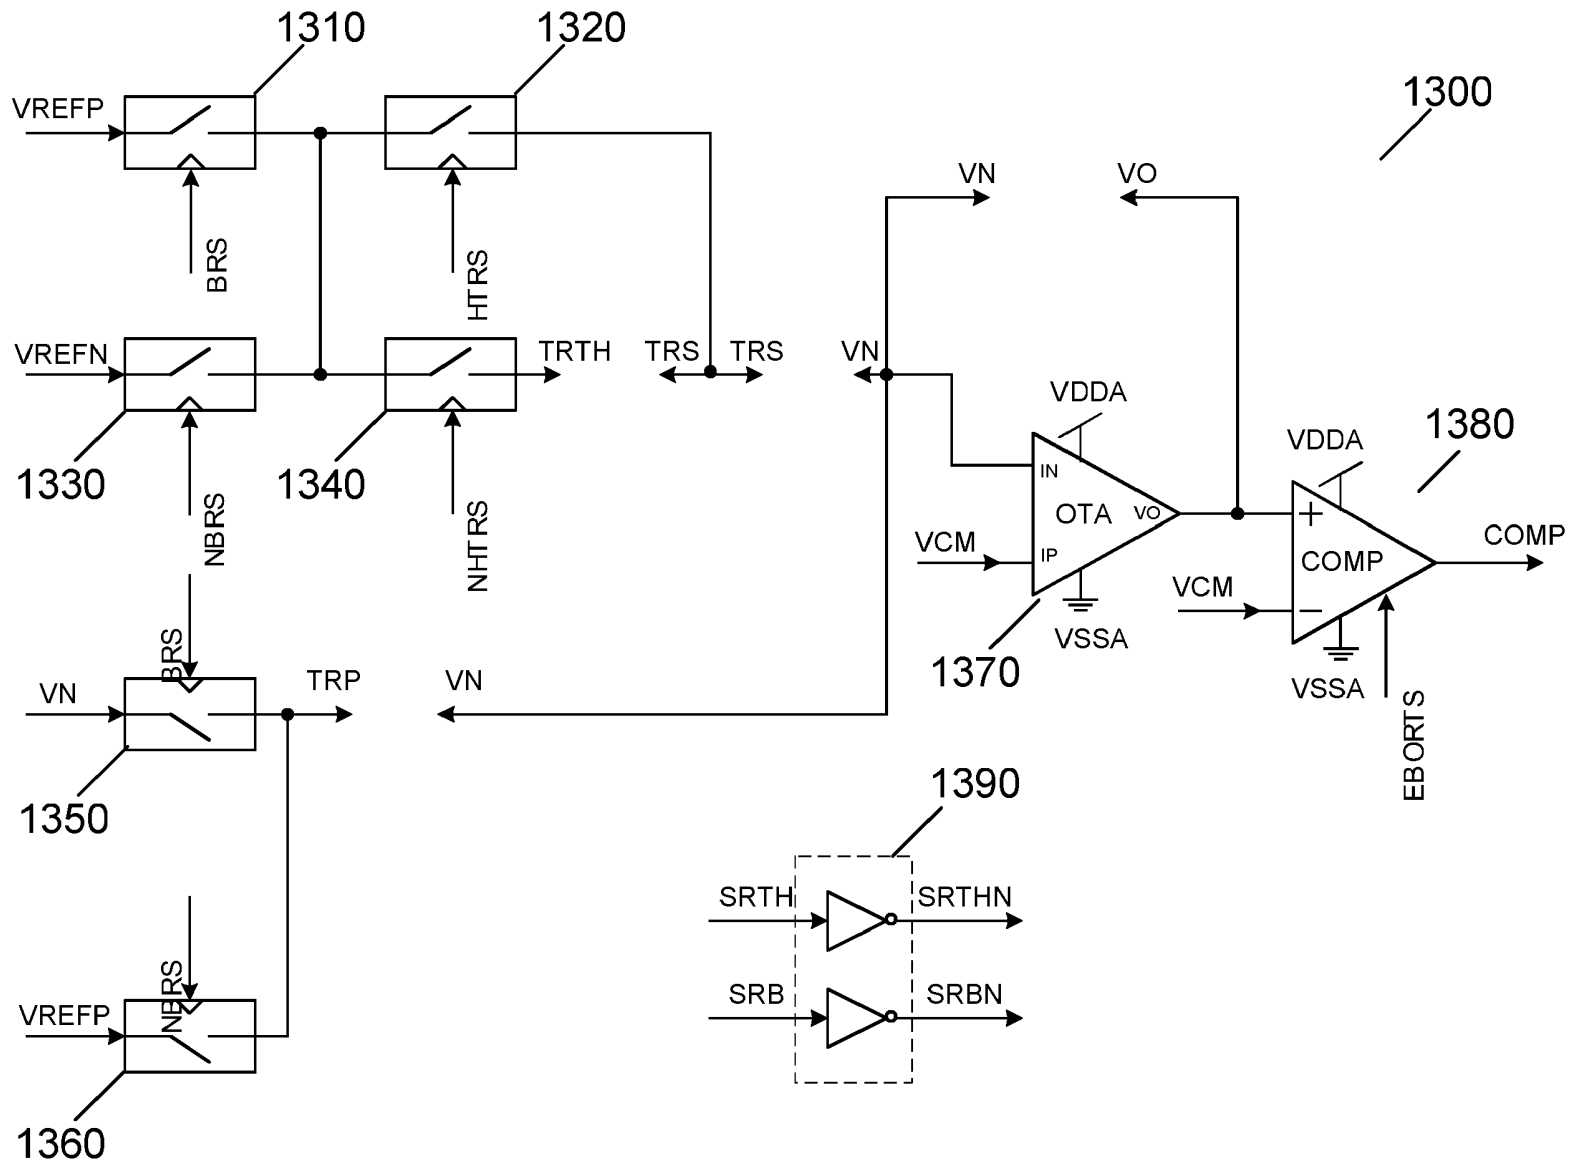 1310
1320
1300
VREFP
VN
VO
BRS
HTRS
VREFN
TRTH
TRS
TRS
VN
VDDA
1330
1340
IN
OTA
VO
VDDA
1380
NBRS
NHTRS
VCM
IP
+
COMP
COMP
VCM
−
VSSA
1370
VSSA
EBORTS
BRS
VN
TRP
VN
1350
1390
SRTH
SRTHN
NBRS
VREFP
SRB
SRBN
1360